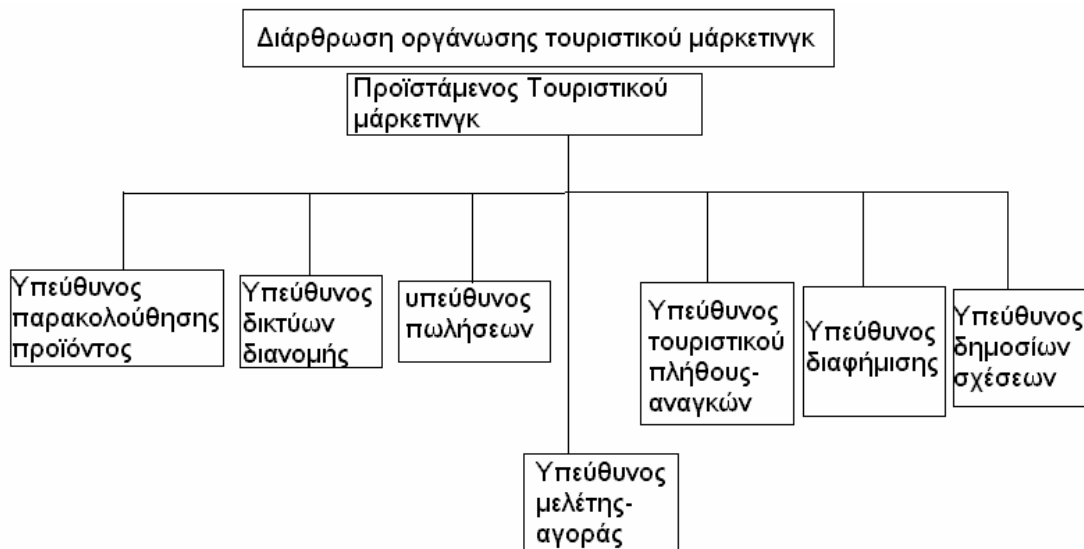 Διάρθρωση οργάνωσης τουριστικού μάρκετινγκ
Προϊστάμενος Τουριστικού
μάρκετινγκ
Υπεύθυνος
παρακολούθησης
προϊόντος
Υπεύθυνος
δικτύων
διανομής
υπεύθυνος
πωλήσεων
Υπεύθυνος
τουριστικού
πλήθους-
αναγκών
Υπεύθυνος
διαφήμισης
Υπεύθυνος
δημοσίων
σχέσεων
Υπεύθυνος
μελέτης-
αγοράς